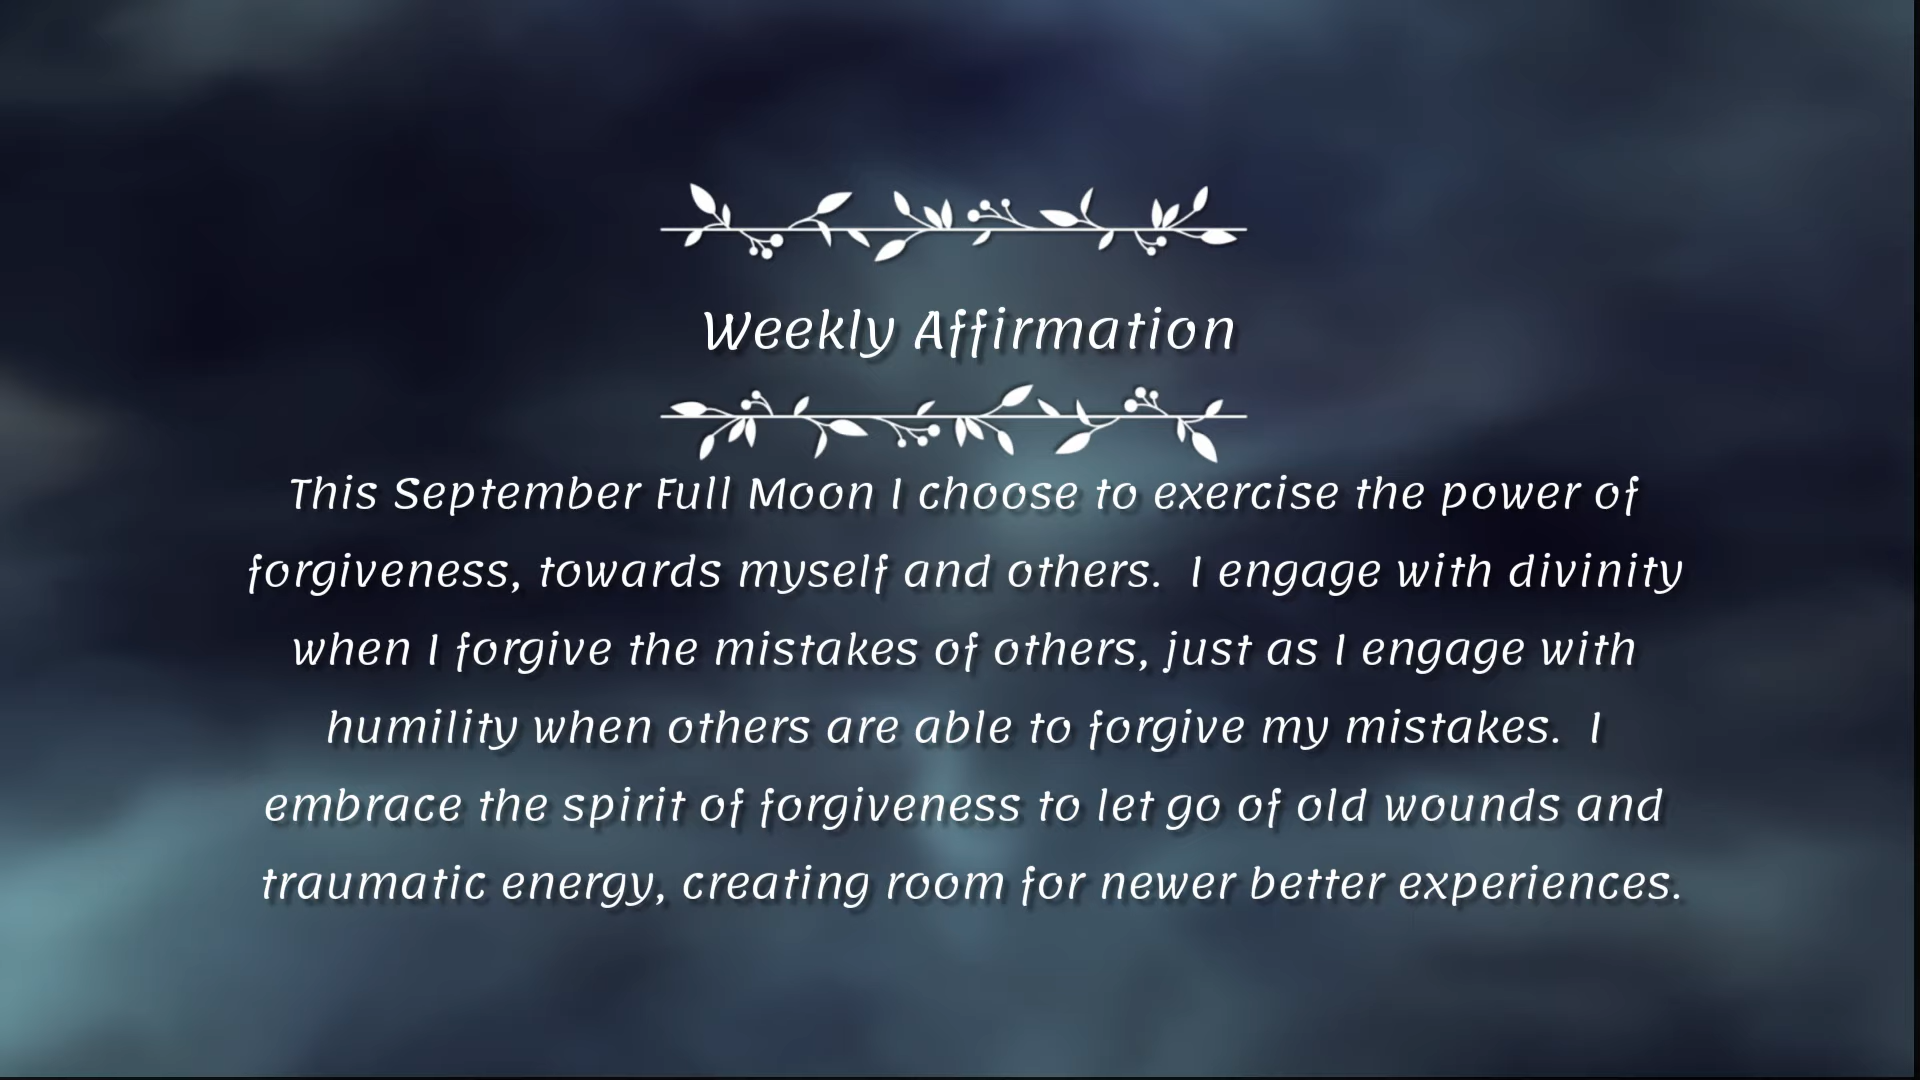 Weekly Affirmation
This September Full Moon I choose to exercise the power of
forgiveness, towards myself and others.  I engage with divinity
when I forgive the mistakes of others, just as I engage with
humility when others are able to forgive my mistakes.  I
embrace the spirit of forgiveness to let go of old wounds and
traumatic energy, creating room for newer better experiences.